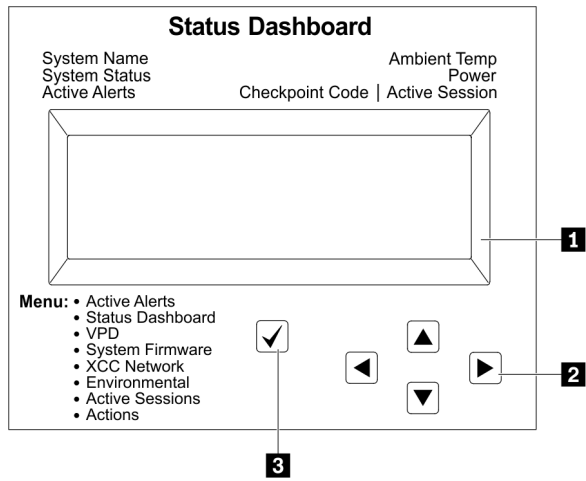 Status Dashboard
System Name
System Status
Active Alerts
Ambient Temp
Power
Checkpoint Code | Active Session
1
Menu: • Active Alerts
• Status Dashboard
• VPD
• System Firmware
• XCC Network
• Environmental
• Active Sessions
• Actions
2
3